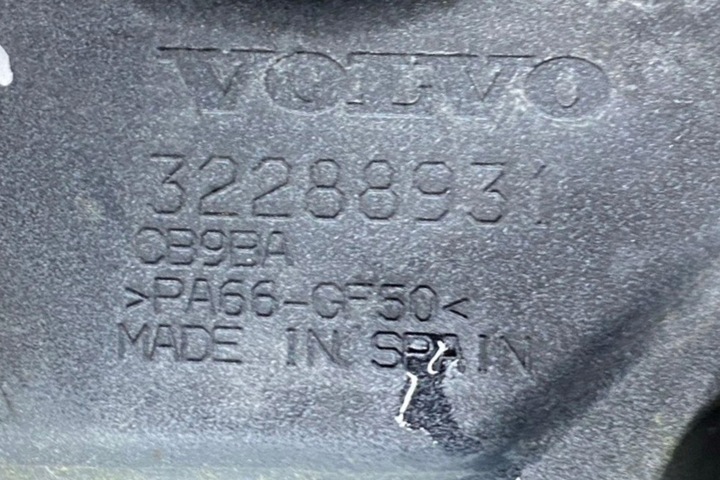 VOLVO
32288931
CB9BA
>PA66-GF50<
MADE IN SPAIN